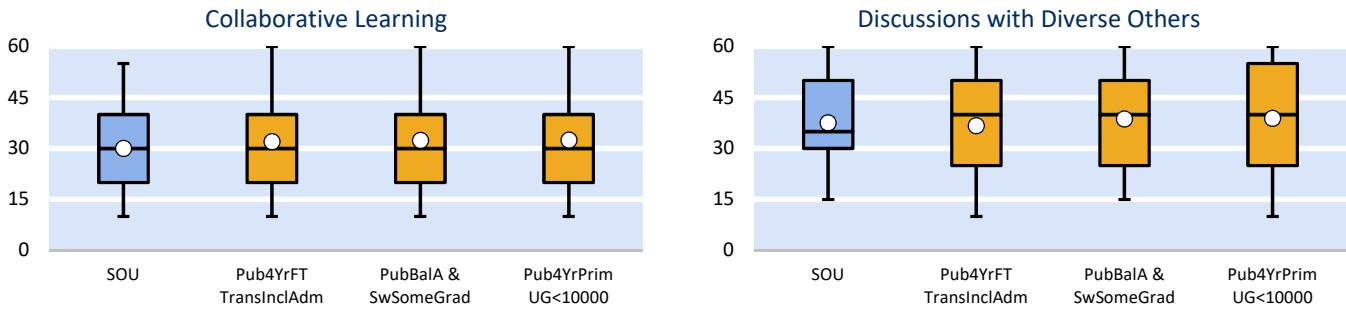 Collaborative Learning
60
45
30
15
0
SOU
Pub4YrFT
TransInclAdm
PubBalA &
SwSomeGrad
Pub4YrPrim
UG<10000
Discussions with Diverse Others
60
45
30
15
0
SOU
Pub4YrFT
TransInclAdm
PubBalA &
SwSomeGrad
Pub4YrPrim
UG<10000